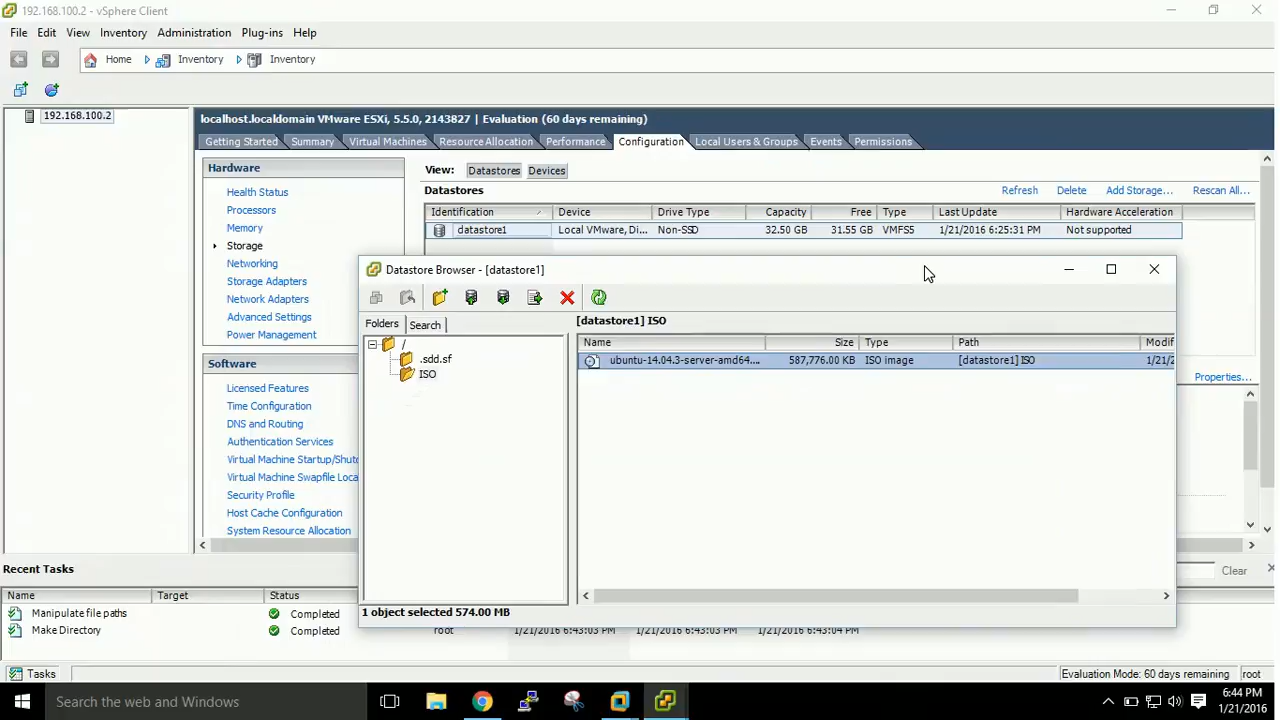 192.168.100.2 - vSphere Client
File Edit View Inventory Administration Plug-ins Help
Home Inventory Inventory
192.168.100.2
localhost.localdomain VMware ESXi, 5.5.0, 2143827 | Evaluation (60 days remaining)
Getting Started Summary Virtual Machines Resource Allocation Performance Configuration Local Users & Groups Events Permissions
Hardware
Health Status
Processors
Memory
Storage
Networking
Storage Adapters
Network Adapters
Advanced Settings
Power Management
Software
Licensed Features
Time Configuration
DNS and Routing
Authentication Services
Virtual Machine Startup/Shutc
Virtual Machine Swapfile Loca
Security Profile
Host Cache Configuration
System Resource Allocation
View: Datastores Devices
Datastores Refresh Delete Add Storage... Rescan All...
Identification Device Drive Type Capacity Free Type Last Update Hardware Acceleration
datastore1 Local VMware, Di... Non-SSD 32.50 GB 31.55 GB VMFS5 1/21/2016 6:25:31 PM Not supported
Properties...
Datastore Browser - [datastore1]
Folders Search
/
.sdd.sf
ISO
[datastore1] ISO
Name Size Type Path Modif
ubuntu-14.04.3-server-amd64.... 587,776.00 KB ISO image [datastore1] ISO 1/21/2
1 object selected 574.00 MB
Recent Tasks Clear
Name Target Status
Manipulate file paths Completed
Make Directory Completed root 1/21/2016 6:43:03 PM 1/21/2016 6:43:03 PM 1/21/2016 6:43:04 PM
Tasks Evaluation Mode: 60 days remaining root
Search the web and Windows
6:44 PM
1/21/2016